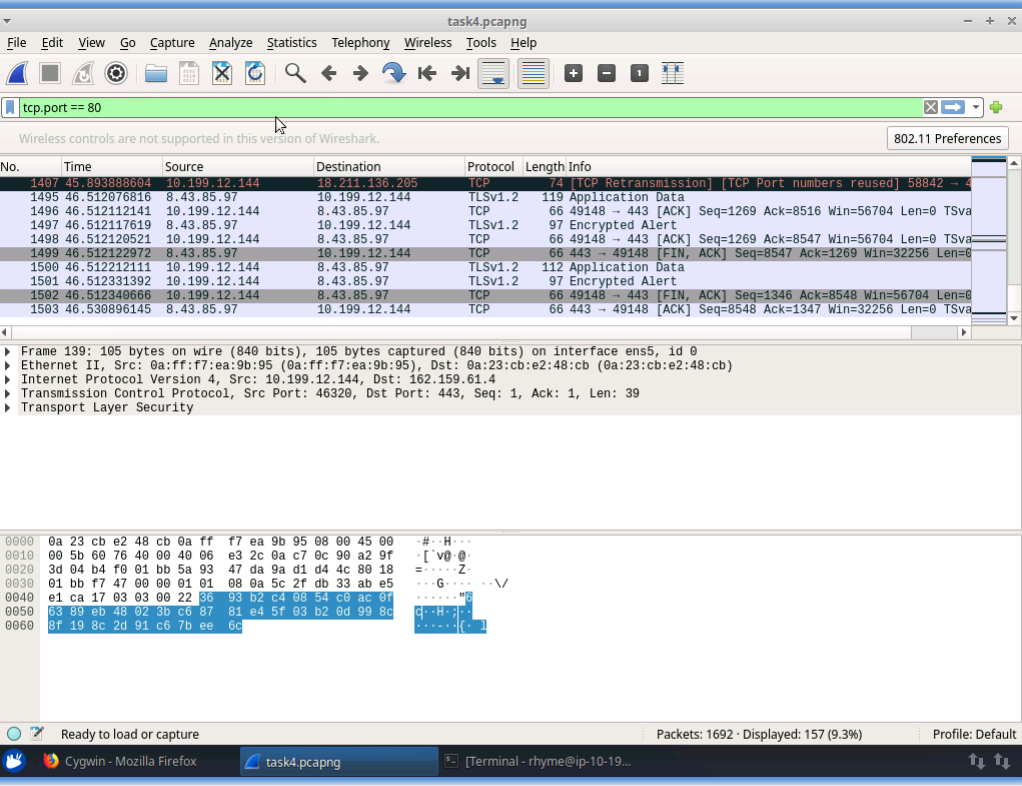 task4.pcapng
File Edit View Go Capture Analyze Statistics Telephony Wireless Tools Help
tcp.port == 80
Wireless controls are not supported in this version of Wireshark.
802.11 Preferences
No. Time Source Destination Protocol Length Info
1407 45.893888604 10.199.12.144 18.211.136.205 TCP 74 [TCP Retransmission] [TCP Port numbers reused] 58842 → 4
1495 46.512076816 8.43.85.97 10.199.12.144 TLSv1.2 119 Application Data
1496 46.512112141 10.199.12.144 8.43.85.97 TCP 66 49148 → 443 [ACK] Seq=1269 Ack=8516 Win=56704 Len=0 TSva
1497 46.512117619 8.43.85.97 10.199.12.144 TLSv1.2 97 Encrypted Alert
1498 46.512120521 10.199.12.144 8.43.85.97 TCP 66 49148 → 443 [ACK] Seq=1269 Ack=8547 Win=56704 Len=0 TSva
1499 46.512122972 8.43.85.97 10.199.12.144 TCP 66 443 → 49148 [FIN, ACK] Seq=8547 Ack=1269 Win=32256 Len=0
1500 46.512212111 10.199.12.144 8.43.85.97 TLSv1.2 112 Application Data
1501 46.512331392 10.199.12.144 8.43.85.97 TLSv1.2 97 Encrypted Alert
1502 46.512340666 10.199.12.144 8.43.85.97 TCP 66 49148 → 443 [FIN, ACK] Seq=1346 Ack=8548 Win=56704 Len=0
1503 46.530896145 8.43.85.97 10.199.12.144 TCP 66 443 → 49148 [ACK] Seq=8548 Ack=1347 Win=32256 Len=0 TSva
Frame 139: 105 bytes on wire (840 bits), 105 bytes captured (840 bits) on interface ens5, id 0
Ethernet II, Src: 0a:ff:f7:ea:9b:95 (0a:ff:f7:ea:9b:95), Dst: 0a:23:cb:e2:48:cb (0a:23:cb:e2:48:cb)
Internet Protocol Version 4, Src: 10.199.12.144, Dst: 162.159.61.4
Transmission Control Protocol, Src Port: 46320, Dst Port: 443, Seq: 1, Ack: 1, Len: 39
Transport Layer Security
0000 0a 23 cb e2 48 cb 0a ff f7 ea 9b 95 08 00 45 00 ·#··H···
0010 00 5b 60 76 40 00 40 06 e3 2c 0a c7 0c 90 a2 9f ·[`v@·@·
0020 3d 04 b4 f0 01 bb 5a 93 47 da 9a d1 d4 4c 80 18 =·····Z·
0030 01 bb f7 47 00 00 01 01 08 0a 5c 2f db 33 ab e5 ···G···· ··\/
0040 e1 ca 17 03 03 00 22 36 93 b2 c4 08 54 c0 ac 0f ······"6
0050 63 89 eb 48 02 3b c6 87 81 e4 5f 03 b2 0d 99 8c c··H·;··
0060 8f 19 8c 2d 91 c6 7b ee 6c ···-··{· l
Ready to load or capture
Packets: 1692 · Displayed: 157 (9.3%)
Profile: Default
Cygwin - Mozilla Firefox
task4.pcapng
[Terminal - rhyme@ip-10-19...